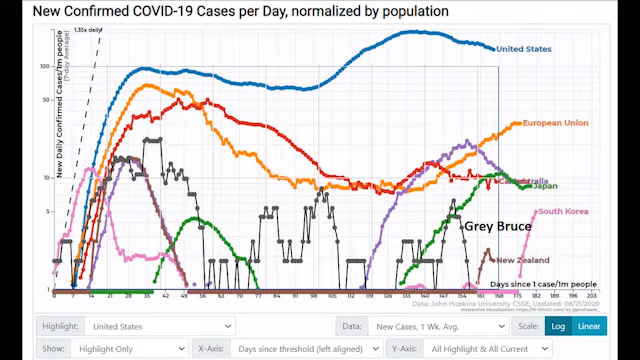 New Confirmed COVID-19 Cases per Day, normalized by population
1.35x daily
New Daily Confirmed Cases/1m people
(7-day Average)
100
50
10
5
1
United States
European Union
Japan
South Korea
Grey Bruce
New Zealand
Days since 1 case/1m people
0 7 14 21 28 35 42 49 56 63 70 77 84 91 98 105 112 119 126 133 140 147 154 161 168 175 182 189 196 203
Data: John Hopkins University CSSE; Updated: 08/21/2020
Highlight:
United States
Data:
New Cases, 1 Wk. Avg.
Scale:
Log
Linear
Show:
Highlight Only
X-Axis:
Days since threshold (left aligned)
Y-Axis:
All Highlight & All Current